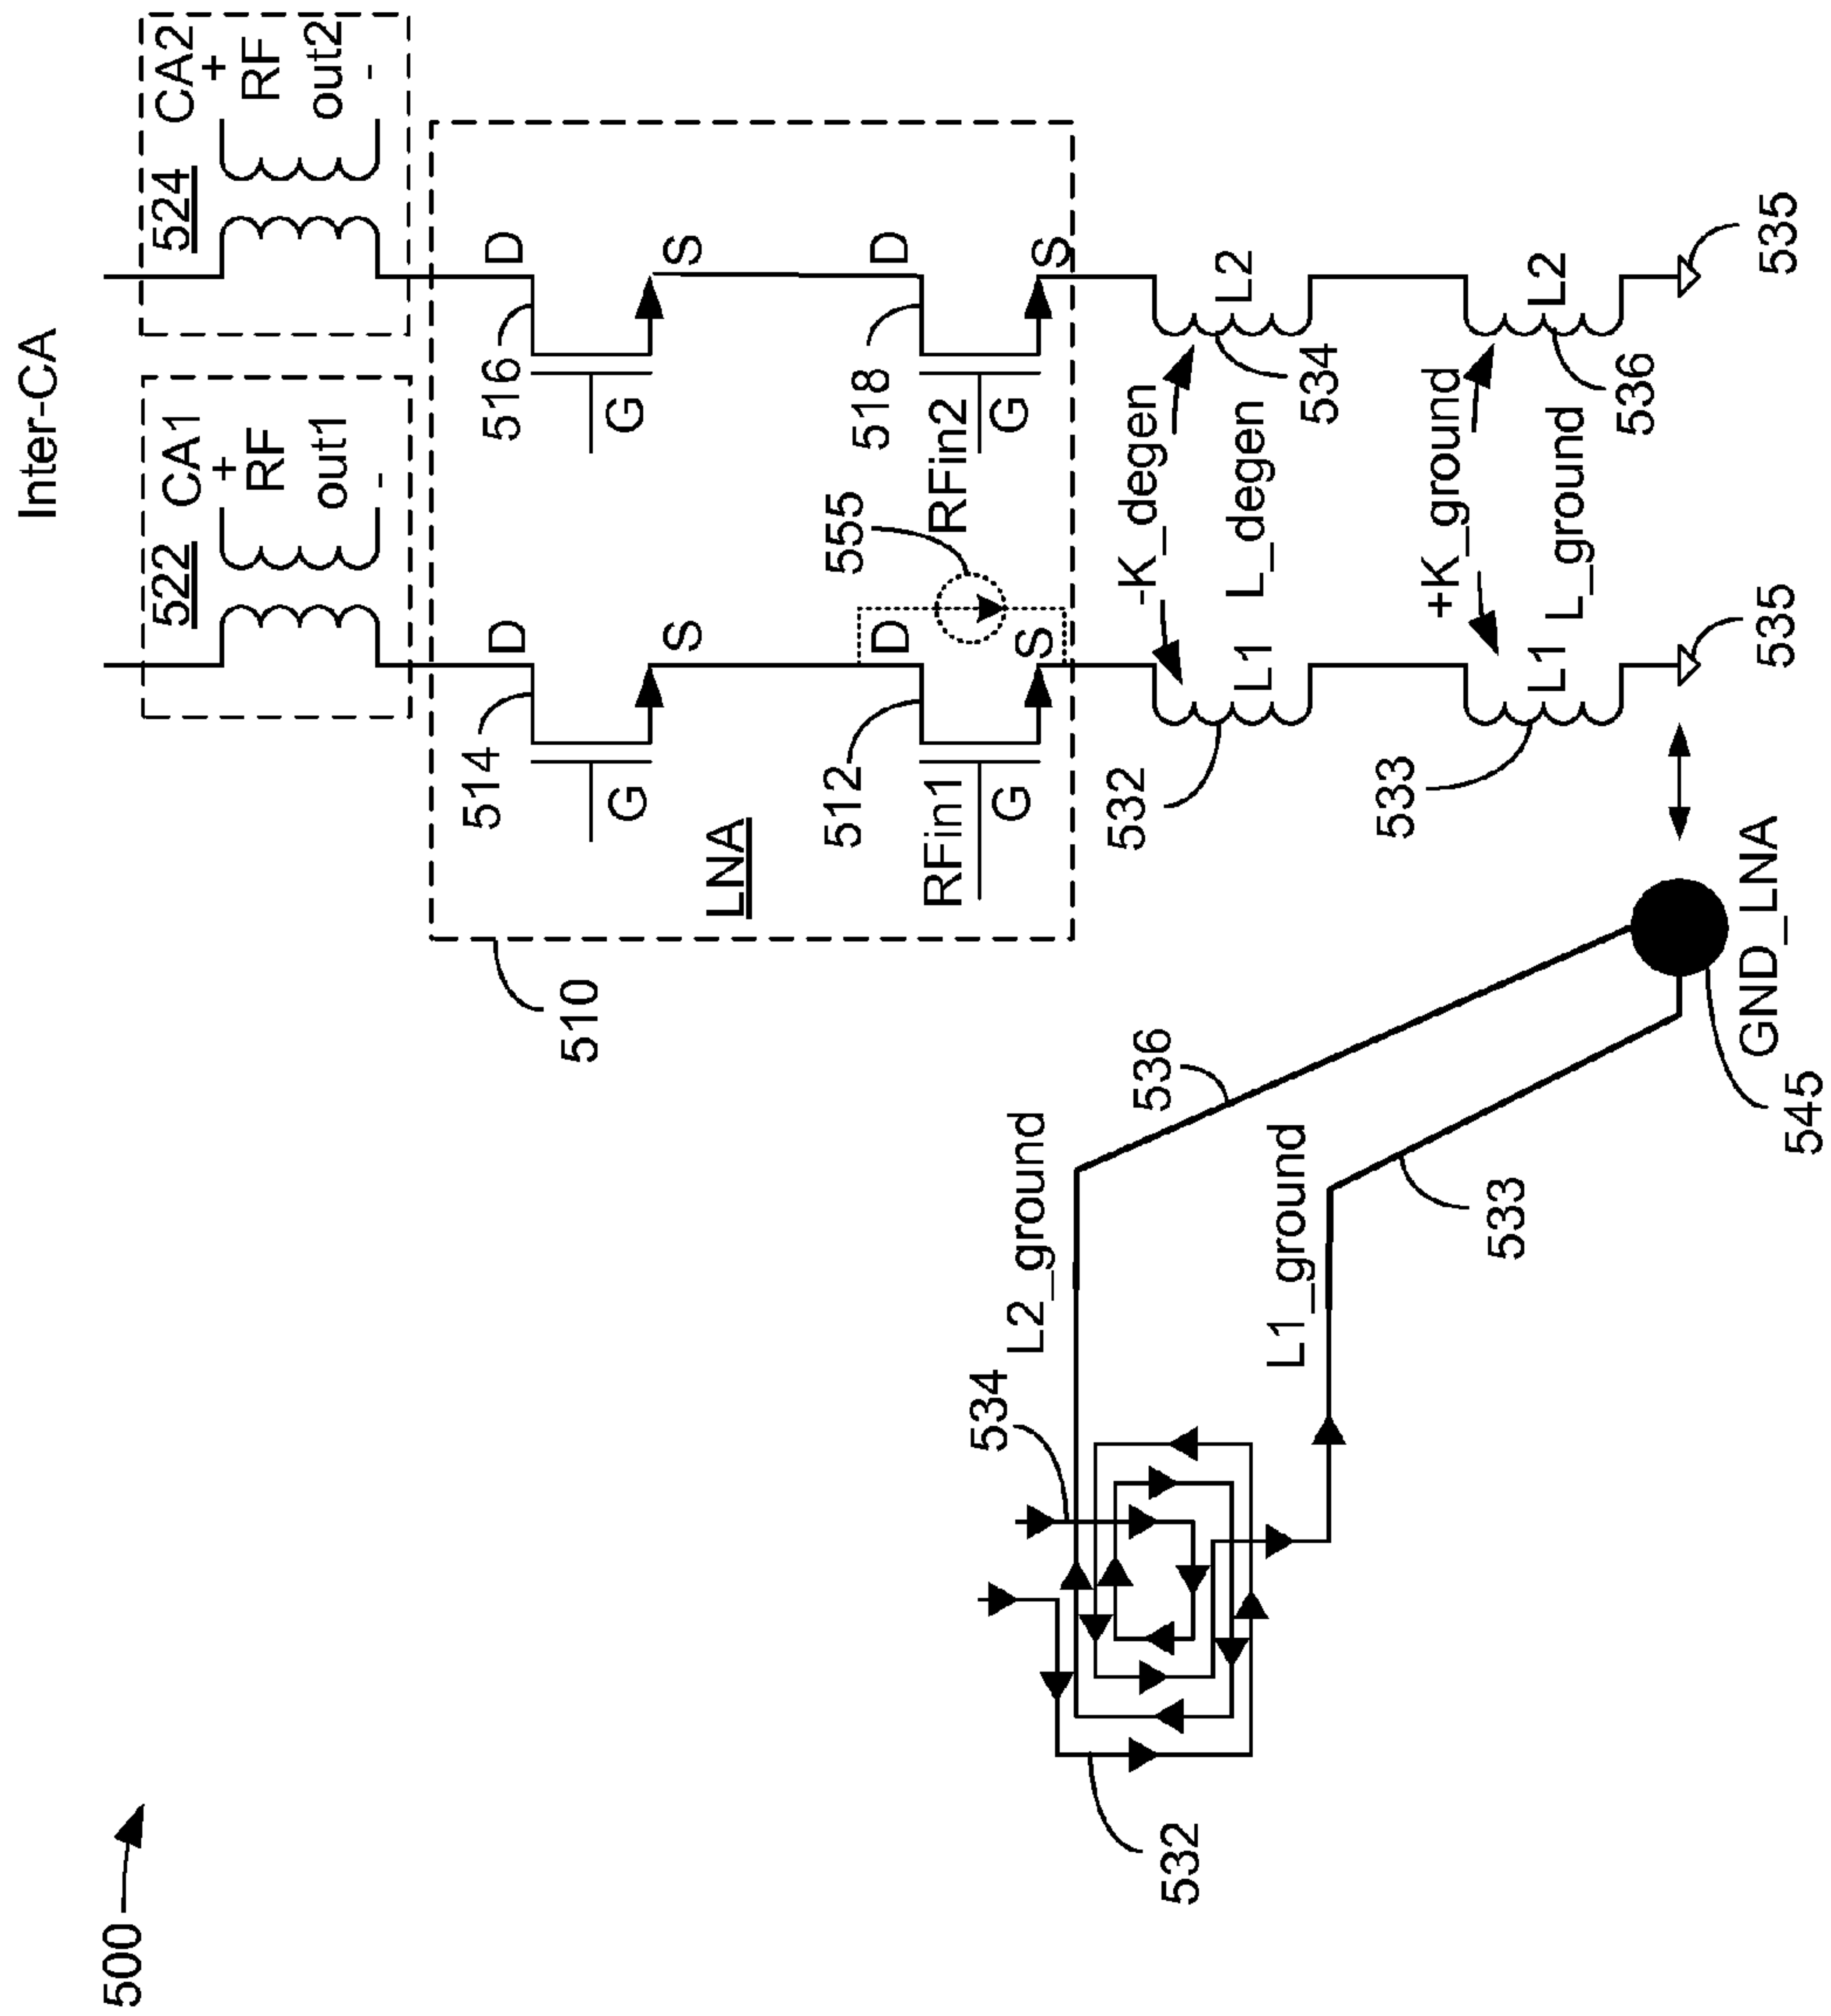 500
Inter-CA
522
CA1
+
RF
out1
-
524
CA2
+
RF
out2
-
510
LNA
514
D
G
S
516
D
G
S
512
RFin1
D
G
S
555
518
RFin2
D
G
S
532
L1
-K_degen
L_degen
L2
534
533
L1
+K_ground
L_ground
L2
536
535
535
534
532
L2_ground
536
L1_ground
533
GND_LNA
545